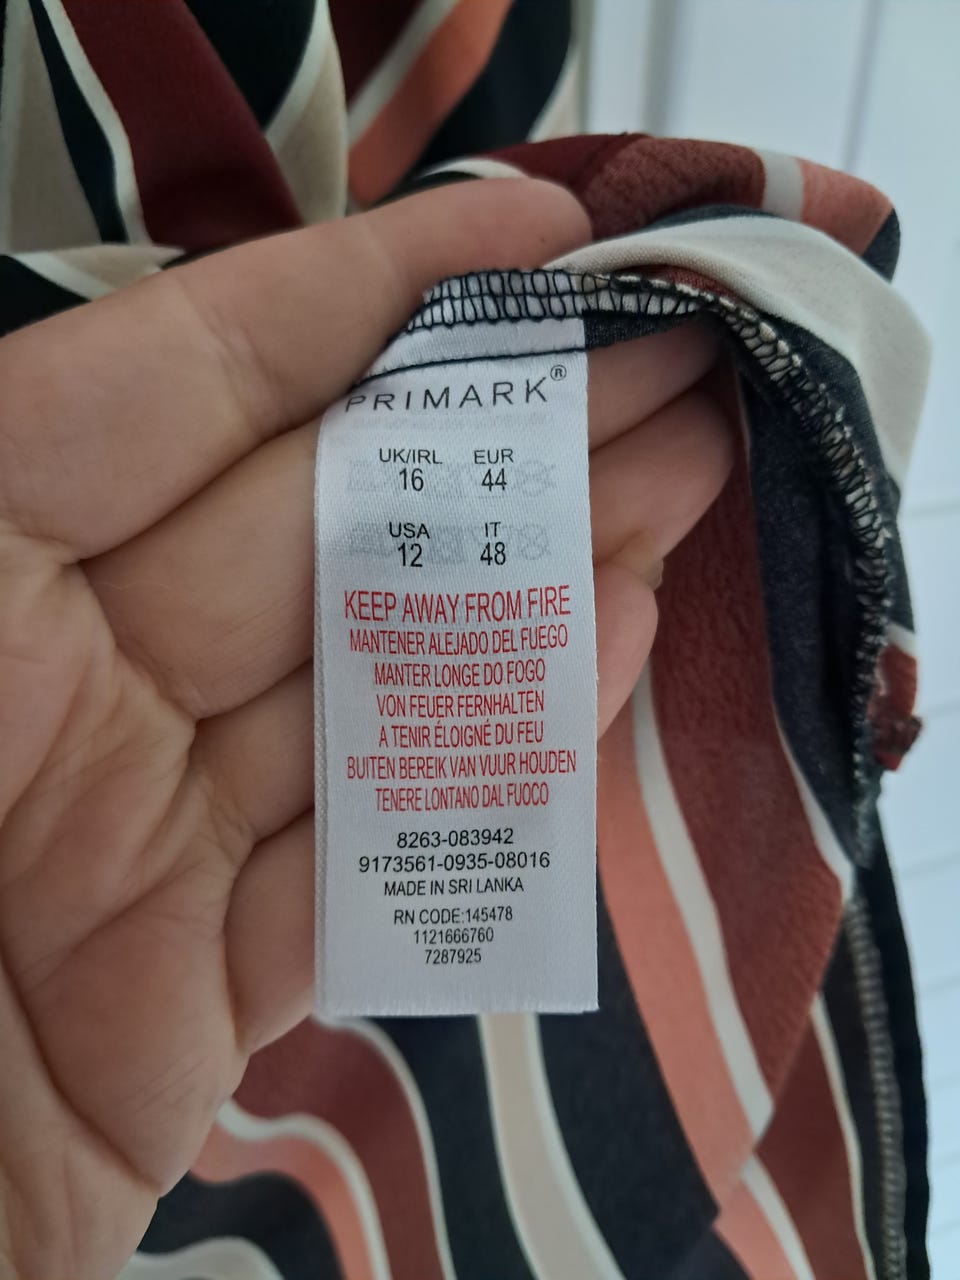 PRIMARK®
UK/IRL EUR
16 44
USA IT
12 48
KEEP AWAY FROM FIRE
MANTENER ALEJADO DEL FUEGO
MANTER LONGE DO FOGO
VON FEUER FERNHALTEN
A TENIR ÉLOIGNÉ DU FEU
BUITEN BEREIK VAN VUUR HOUDEN
TENERE LONTANO DAL FUOCO
8263-083942
9173561-0935-08016
MADE IN SRI LANKA
RN CODE:145478
1121666760
7287925